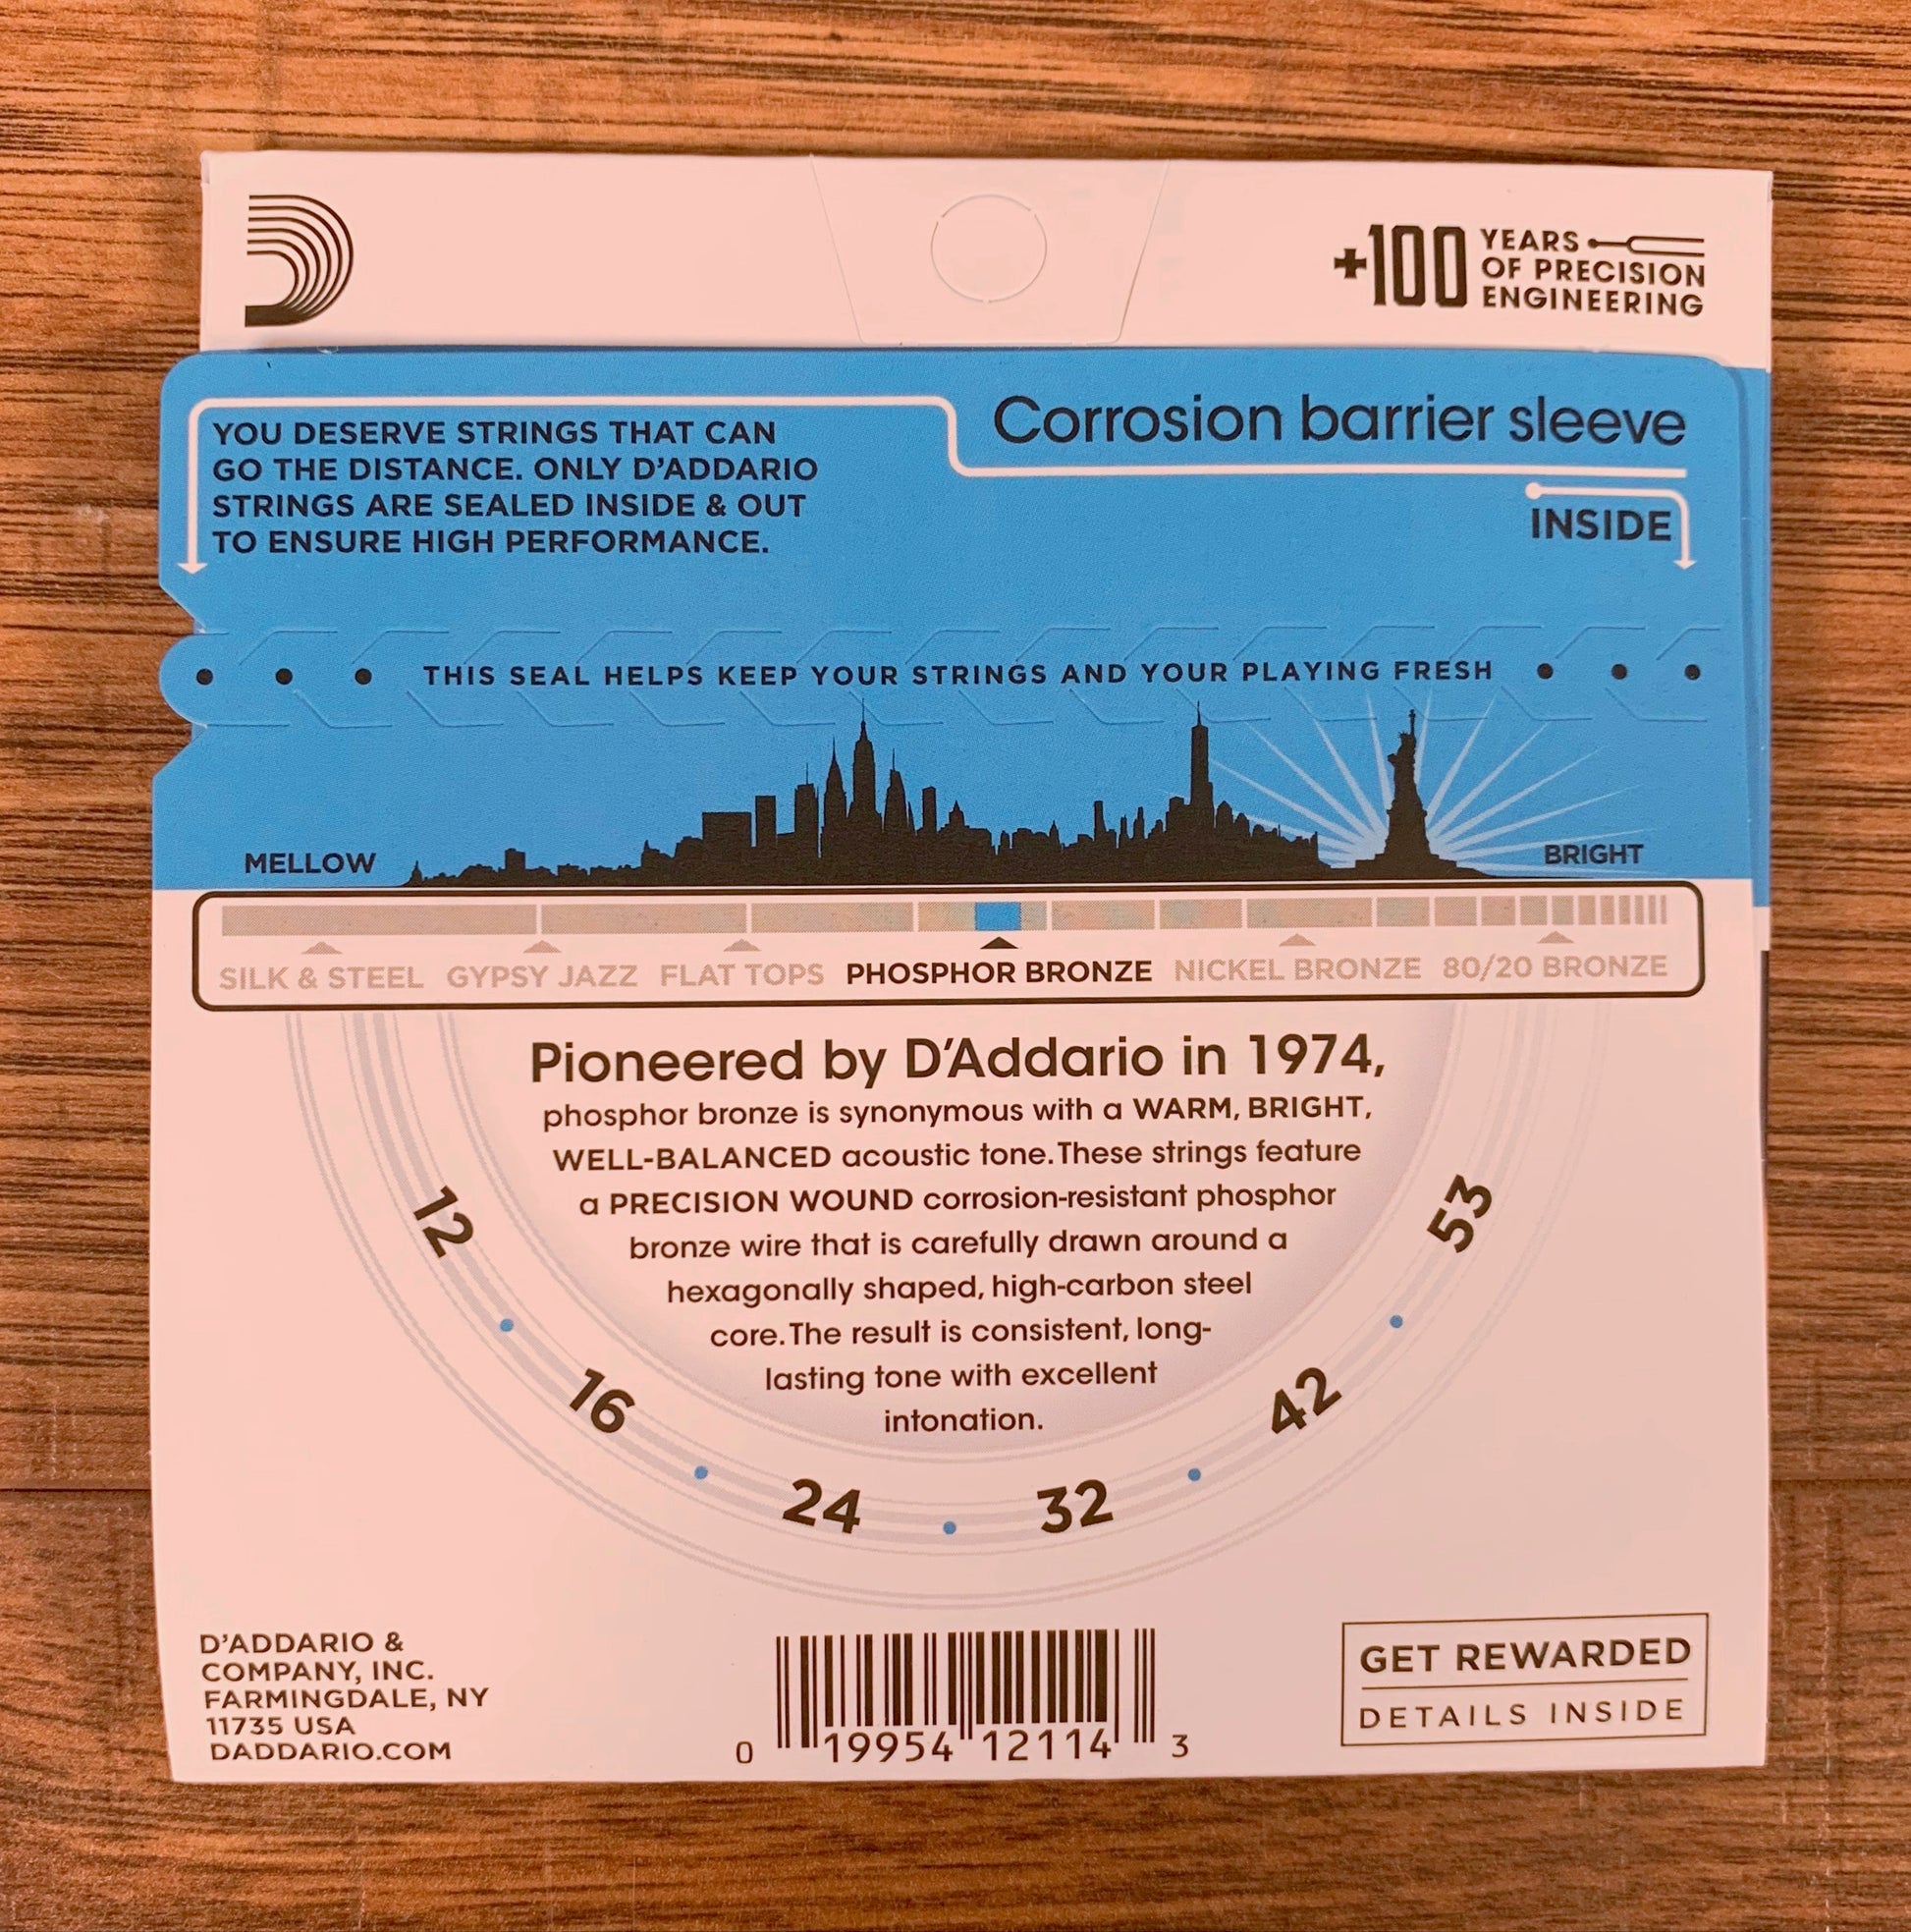 +100 YEARS
OF PRECISION
ENGINEERING
YOU DESERVE STRINGS THAT CAN
GO THE DISTANCE. ONLY D'ADDARIO
STRINGS ARE SEALED INSIDE & OUT
TO ENSURE HIGH PERFORMANCE.
Corrosion barrier sleeve
INSIDE
THIS SEAL HELPS KEEP YOUR STRINGS AND YOUR PLAYING FRESH
MELLOW
BRIGHT
SILK & STEEL GYPSY JAZZ FLAT TOPS PHOSPHOR BRONZE NICKEL BRONZE 80/20 BRONZE
Pioneered by D'Addario in 1974,
phosphor bronze is synonymous with a WARM, BRIGHT,
WELL-BALANCED acoustic tone. These strings feature
a PRECISION WOUND corrosion-resistant phosphor
bronze wire that is carefully drawn around a
hexagonally shaped, high-carbon steel
core. The result is consistent, long-
lasting tone with excellent
intonation.
12 • 16 • 24 • 32 • 42 • 53
D'ADDARIO &
COMPANY, INC.
FARMINGDALE, NY
11735 USA
DADDARIO.COM
0 19954 12114 3
GET REWARDED
DETAILS INSIDE